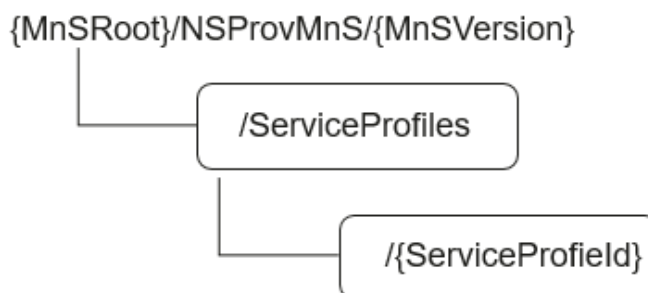 {MnSRoot}/NSProvMnS/{MnSVersion}
/ServiceProfiles
/{ServiceProfieId}